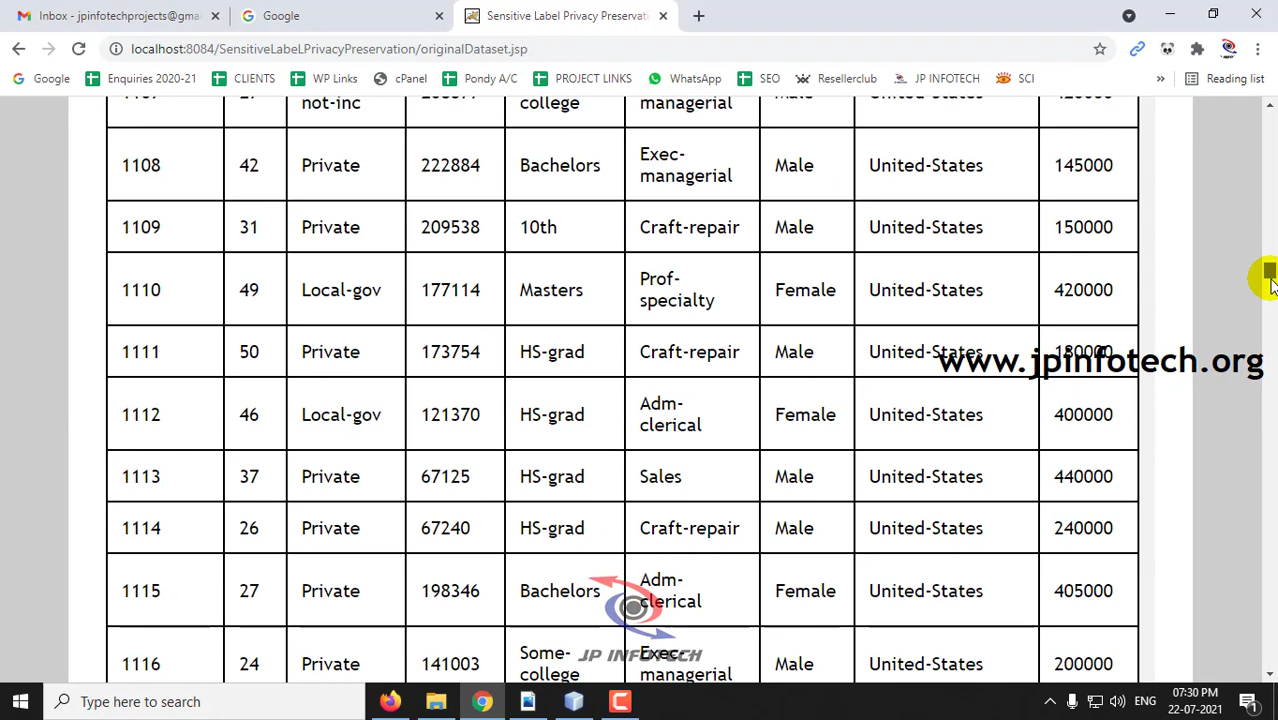 Inbox - jpinfotechprojects@gma
Google
Sensitive Label Privacy Preservati
localhost:8084/SensitiveLabeLPrivacyPreservation/originalDataset.jsp
Google Enquiries 2020-21 CLIENTS WP Links cPanel Pondy A/C PROJECT LINKS WhatsApp SEO Resellerclub JP INFOTECH SCI » Reading list
not-inc college managerial
1108 42 Private 222884 Bachelors Exec-managerial Male United-States 145000
1109 31 Private 209538 10th Craft-repair Male United-States 150000
1110 49 Local-gov 177114 Masters Prof-specialty Female United-States 420000
1111 50 Private 173754 HS-grad Craft-repair Male United-States 180000
www.jpinfotech.org
1112 46 Local-gov 121370 HS-grad Adm-clerical Female United-States 400000
1113 37 Private 67125 HS-grad Sales Male United-States 440000
1114 26 Private 67240 HS-grad Craft-repair Male United-States 240000
1115 27 Private 198346 Bachelors Adm-clerical Female United-States 405000
1116 24 Private 141003 Some-college Exec-managerial Male United-States 200000
JP INFOTECH
Type here to search
ENG
07:30 PM
22-07-2021
1